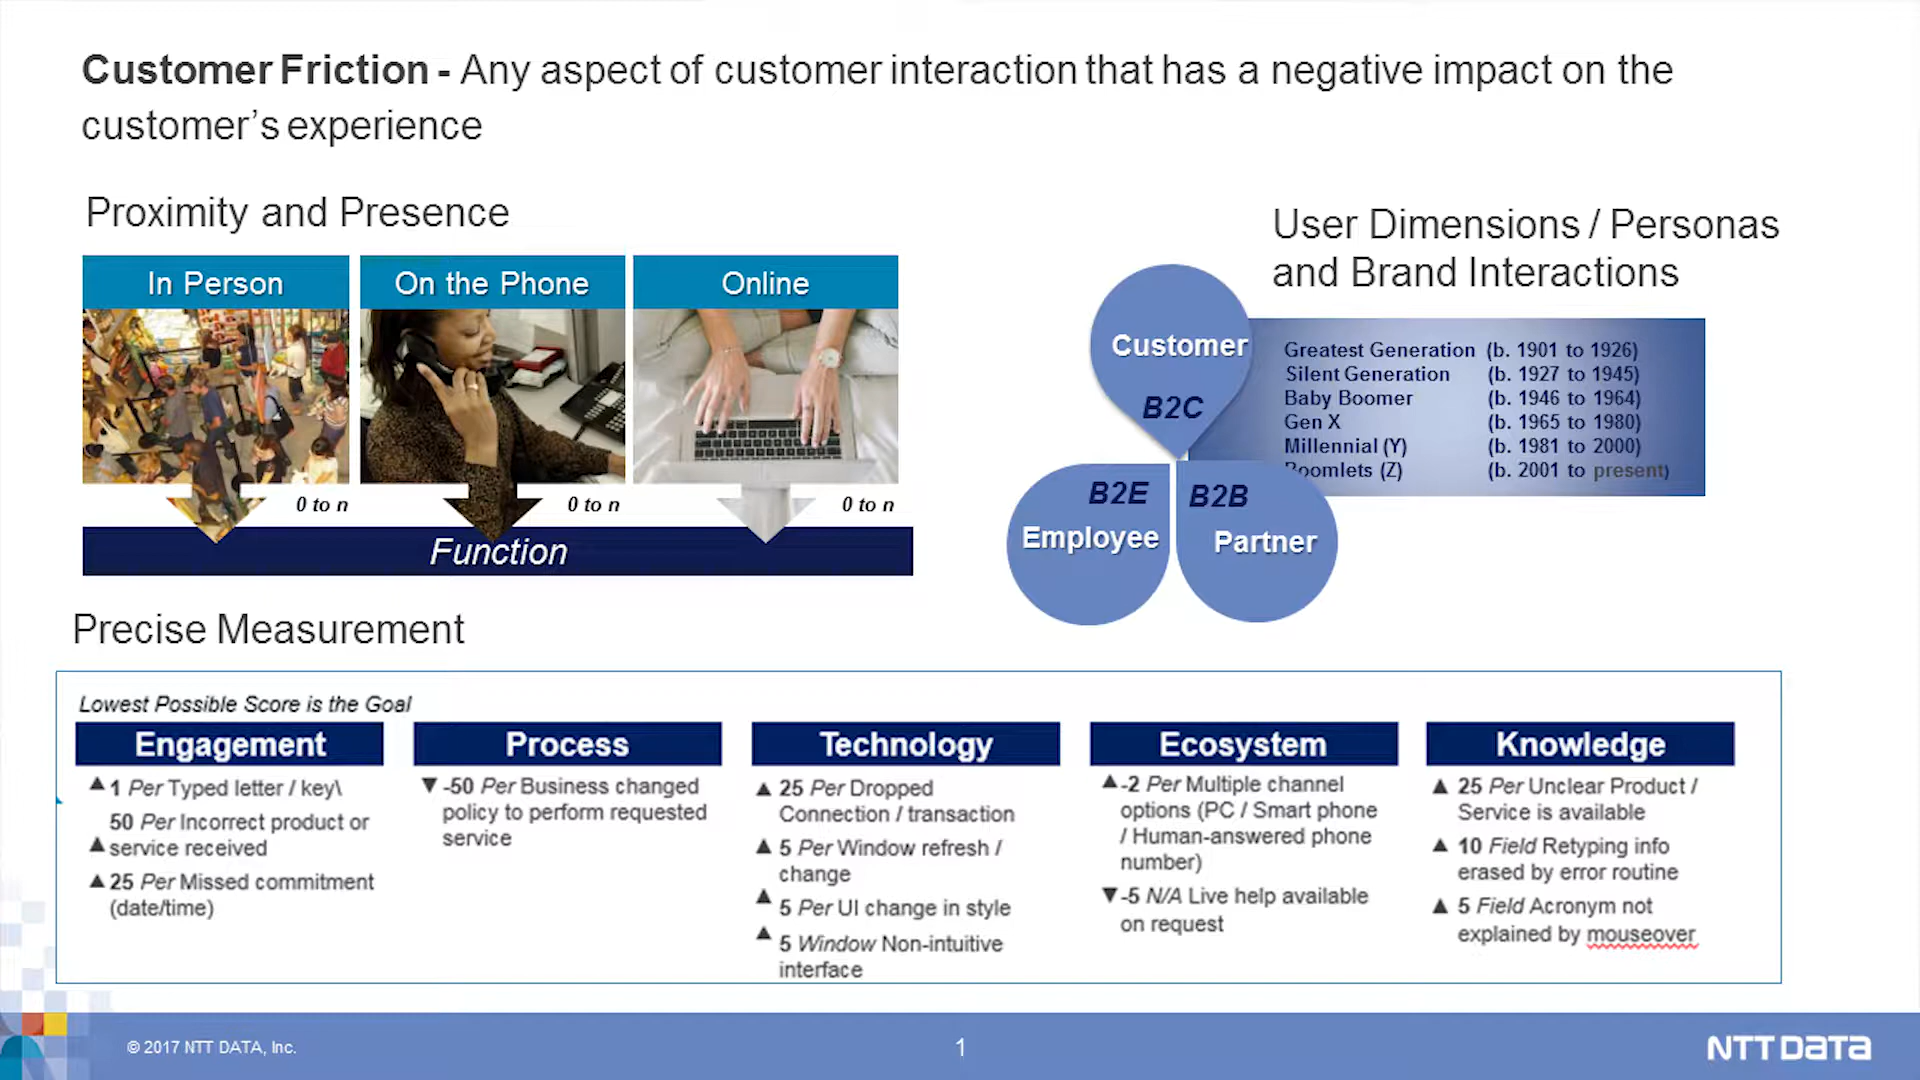 Customer Friction - Any aspect of customer interaction that has a negative impact on the
customer's experience
Proximity and Presence
In Person
On the Phone
Online
0 to n
0 to n
0 to n
Function
User Dimensions / Personas
and Brand Interactions
Customer
B2C
B2E
Employee
B2B
Partner
Greatest Generation (b. 1901 to 1926)
Silent Generation (b. 1927 to 1945)
Baby Boomer (b. 1946 to 1964)
Gen X (b. 1965 to 1980)
Millennial (Y) (b. 1981 to 2000)
Boomlets (Z) (b. 2001 to present)
Precise Measurement
Lowest Possible Score is the Goal
Engagement
▲ 1 Per Typed letter / key\
50 Per Incorrect product or
▲ service received
▲ 25 Per Missed commitment
(date/time)
Process
▼ -50 Per Business changed
policy to perform requested
service
Technology
▲ 25 Per Dropped
Connection / transaction
▲ 5 Per Window refresh /
change
▲ 5 Per UI change in style
▲ 5 Window Non-intuitive
interface
Ecosystem
▲ -2 Per Multiple channel
options (PC / Smart phone
/ Human-answered phone
number)
▼ -5 N/A Live help available
on request
Knowledge
▲ 25 Per Unclear Product /
Service is available
▲ 10 Field Retyping info
erased by error routine
▲ 5 Field Acronym not
explained by mouseover
© 2017 NTT DATA, Inc.
1
NTT DATA